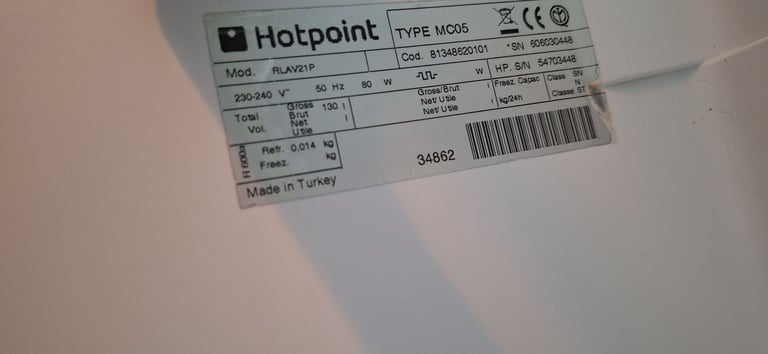 Hotpoint
TYPE MC05
Mod. RLAV21P
Cod. 81348620101 *SN 606030448
230-240 V~ 50 Hz 80 W W
HP. S/N 54703448
Total Vol.
Gross Brut 130 l
Net Utile l
Gross/Brut l
Net/ Utile
Gross/Brut
Net/ Utile l
Freez. Capac
kg/24h
Class SN
N
Classe ST
R 600a
Refr. 0,014 kg
Freez. kg
34862
Made in Turkey